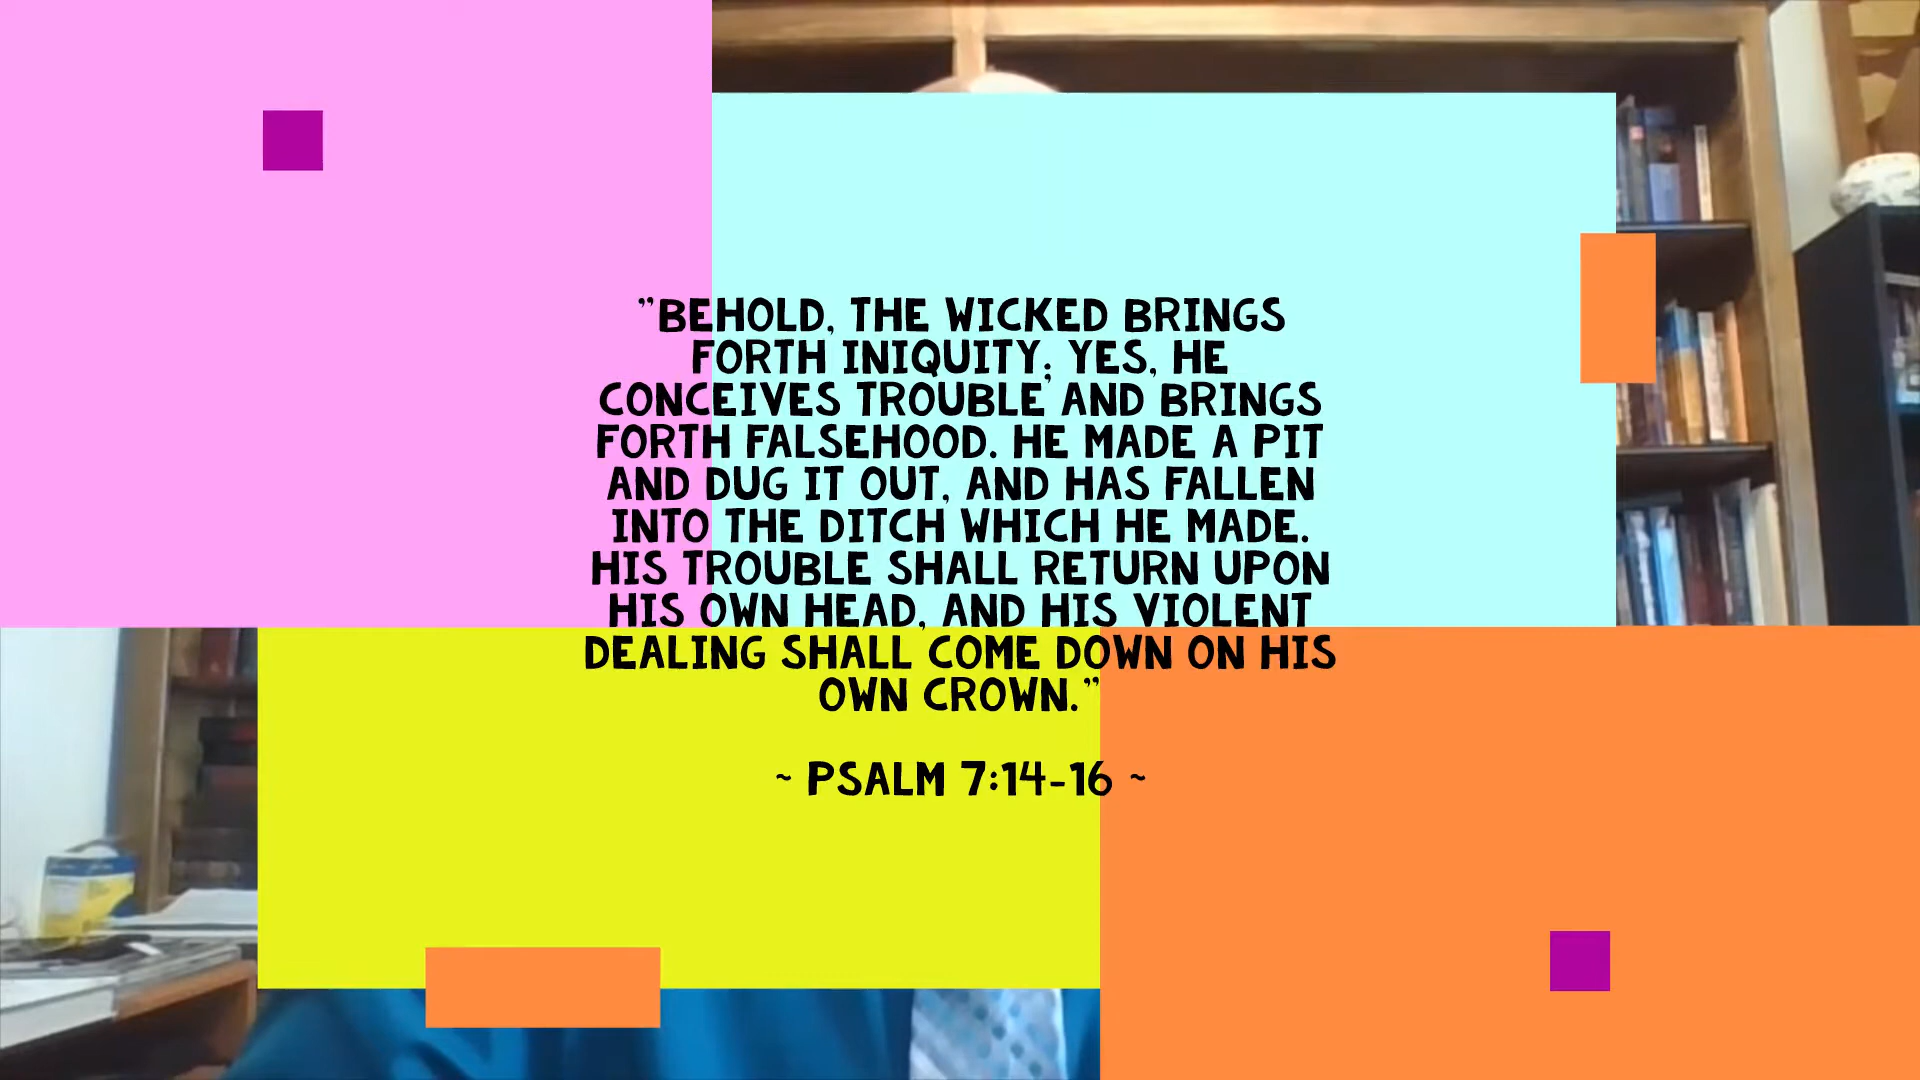 "BEHOLD, THE WICKED BRINGS
FORTH INIQUITY; YES, HE
CONCEIVES TROUBLE AND BRINGS
FORTH FALSEHOOD. HE MADE A PIT
AND DUG IT OUT, AND HAS FALLEN
INTO THE DITCH WHICH HE MADE.
HIS TROUBLE SHALL RETURN UPON
HIS OWN HEAD, AND HIS VIOLENT
DEALING SHALL COME DOWN ON HIS
OWN CROWN."
~ PSALM 7:14-16 ~